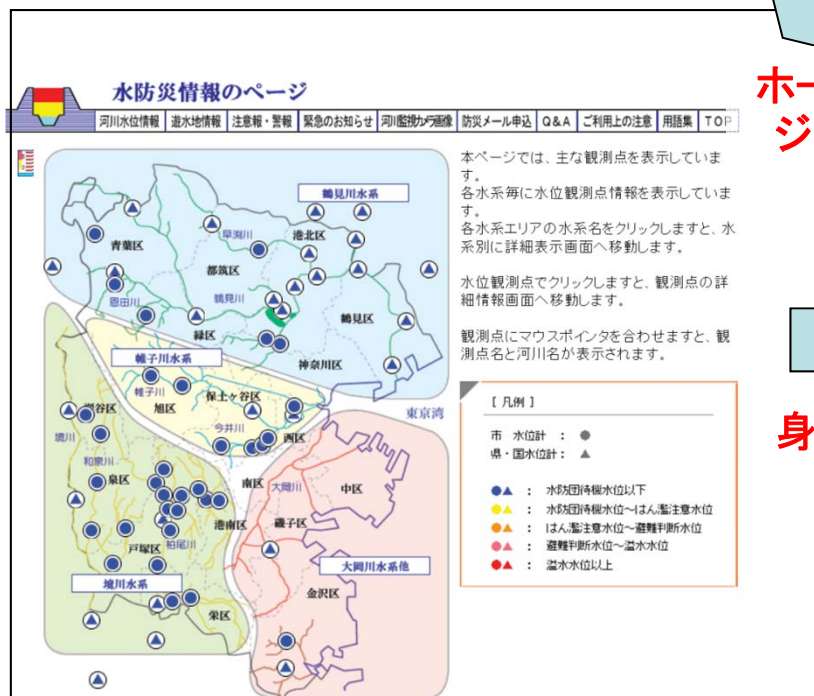 水防災情報のページ
河川水位情報 遊水地情報 注意報・警報 緊急のお知らせ 河川監視カメラ画像 防災メール申込 Q&A ご利用上の注意 用語集 TOP
ホー
ジ
本ページでは、主な観測点を表示していま
す。
各水系毎に水位観測点情報を表示していま
す。
各水系エリアの水系名をクリックしますと、水
系別に詳細表示画面へ移動します。
水位観測点でクリックしますと、観測点の詳
細情報画面へ移動します。
観測点にマウスポインタを合わせますと、観
測点名と河川名が表示されます。
鶴見川水系
早渕川
港北区
青葉区
都筑区
恩田川
鶴見川
鶴見区
緑区
神奈川区
帷子川水系
帷子川
旭区
保土ヶ谷区
今井川
西区
東京湾
谷区
境川
和泉川
泉区
南区
大岡川
中区
港南区
磯子区
柏尾川
戸塚区
境川水系
大岡川水系他
金沢区
栄区
[ 凡例 ]
市 水位計 : ●
県・国水位計 : ▲
●▲ : 水防団待機水位以下
●▲ : 水防団待機水位~はん濫注意水位
●▲ : はん濫注意水位~避難判断水位
●▲ : 避難判断水位~溢水水位
●▲ : 溢水水位以上
身